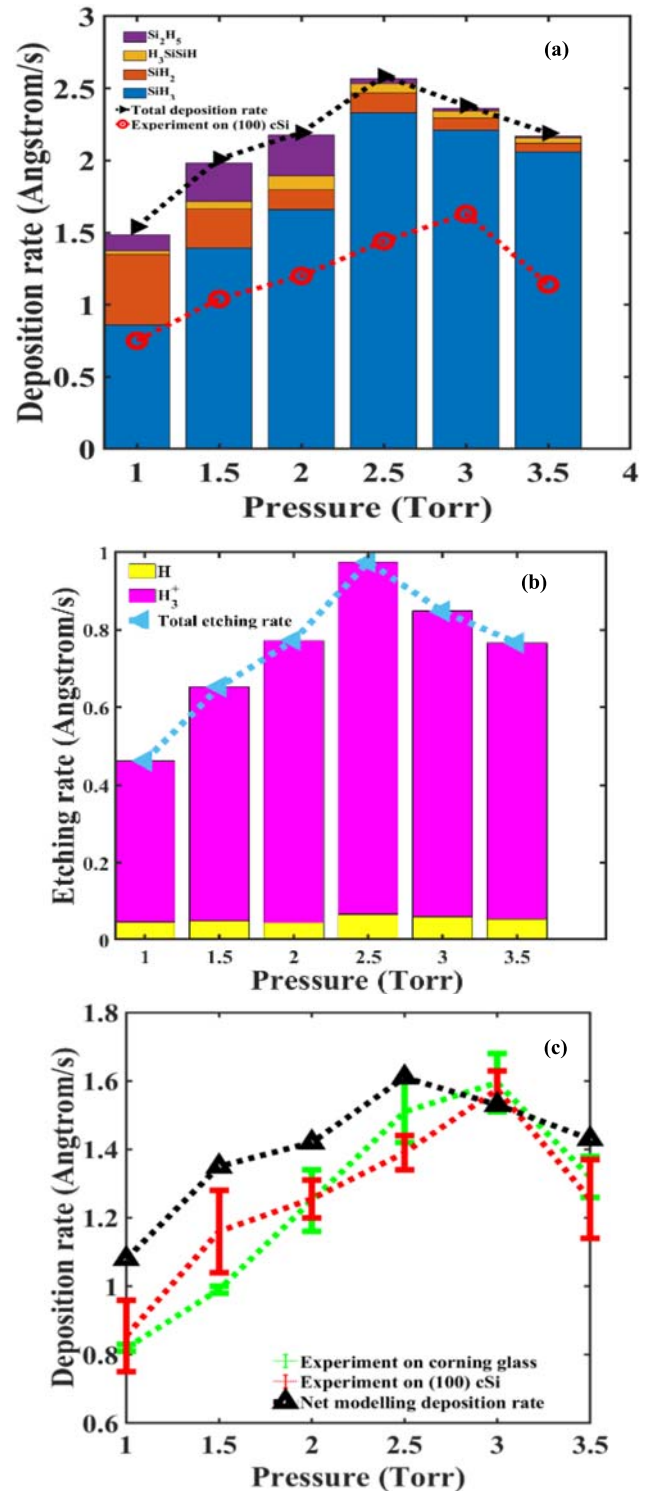 3
2.5
2
1.5
1
0.5
0
Deposition rate (Angstrom/s)
Si₂H₅
H₃SiSiH
SiH₂
SiH₃
Total deposition rate
Experiment on (100) cSi
(a)
1 1.5 2 2.5 3 3.5 4
Pressure (Torr)
1
0.8
0.6
0.4
0.2
0
Etching rate (Angstrom/s)
H
H₃⁺
Total etching rate
(b)
1 1.5 2 2.5 3 3.5
Pressure (Torr)
1.8
1.6
1.4
1.2
1
0.8
0.6
Deposition rate (Angtrom/s)
(c)
Experiment on corning glass
Experiment on (100) cSi
Net modelling deposition rate
1 1.5 2 2.5 3 3.5
Pressure (Torr)